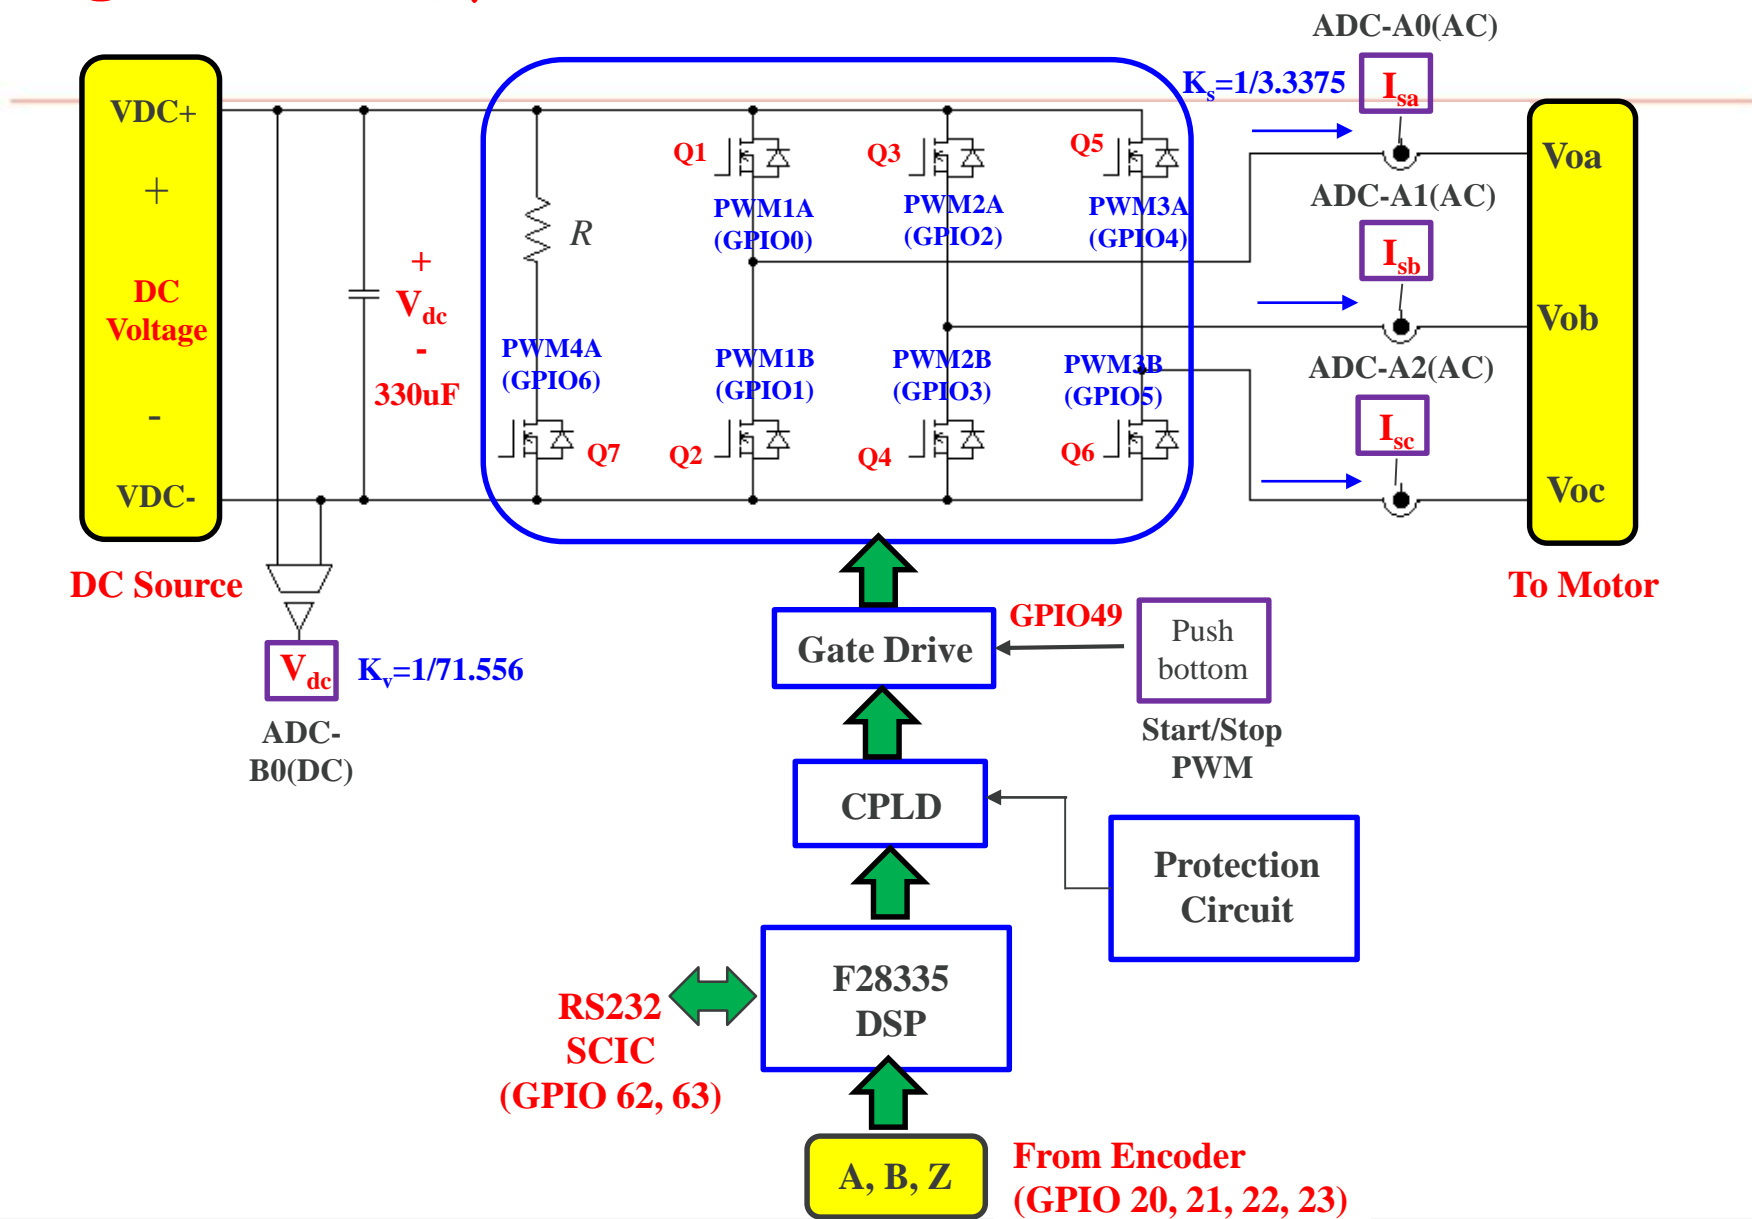 ADC-A0(AC)
VDC+
+
DC
Voltage
-
VDC-
DC Source
+
Vdc
-
330uF
R
PWM4A
(GPIO6)
Q7
Q1
PWM1A
(GPIO0)
PWM1B
(GPIO1)
Q2
Q3
PWM2A
(GPIO2)
PWM2B
(GPIO3)
Q4
Q5
PWM3A
(GPIO4)
PWM3B
(GPIO5)
Q6
Ks=1/3.3375
Isa
ADC-A1(AC)
Isb
ADC-A2(AC)
Isc
Voa
Vob
Voc
To Motor
Vdc
Kv=1/71.556
ADC-
B0(DC)
Gate Drive
GPIO49
Push
bottom
Start/Stop
PWM
CPLD
Protection
Circuit
F28335
DSP
RS232
SCIC
(GPIO 62, 63)
A, B, Z
From Encoder
(GPIO 20, 21, 22, 23)